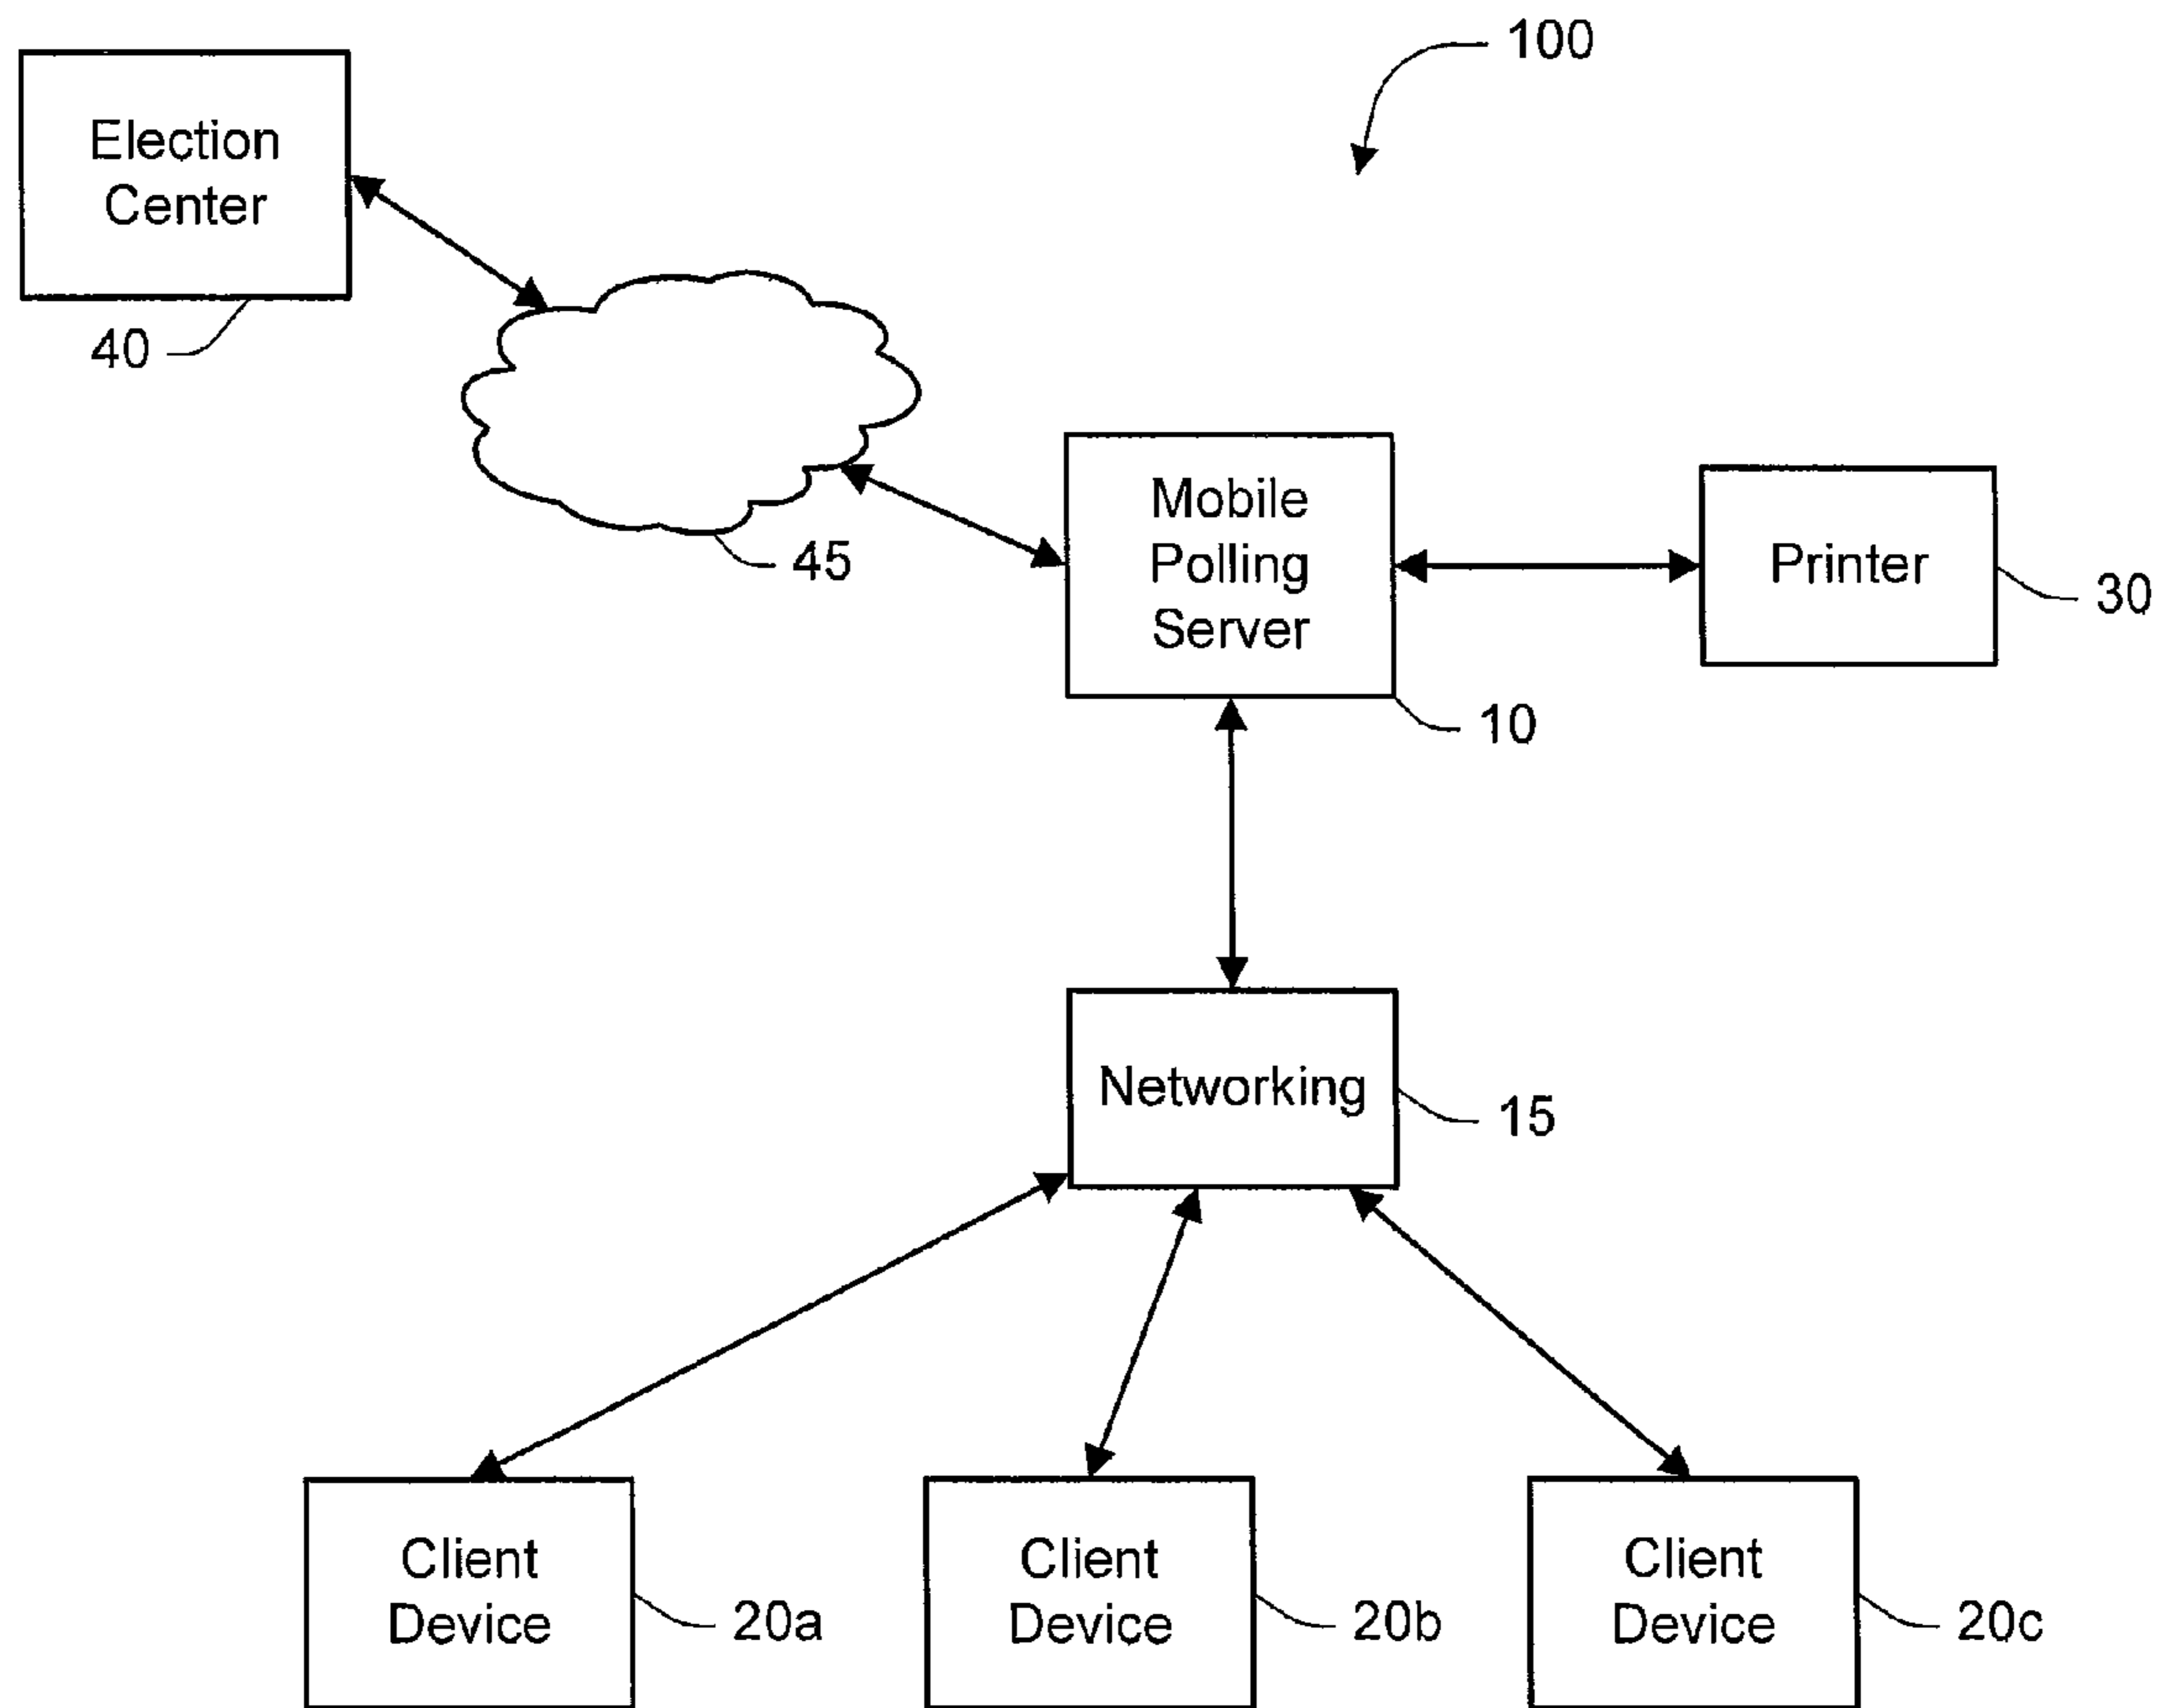 100
Election
Center
40
45
Mobile
Polling
Server
10
Printer
30
Networking
15
Client
Device
20a
Client
Device
20b
Client
Device
20c